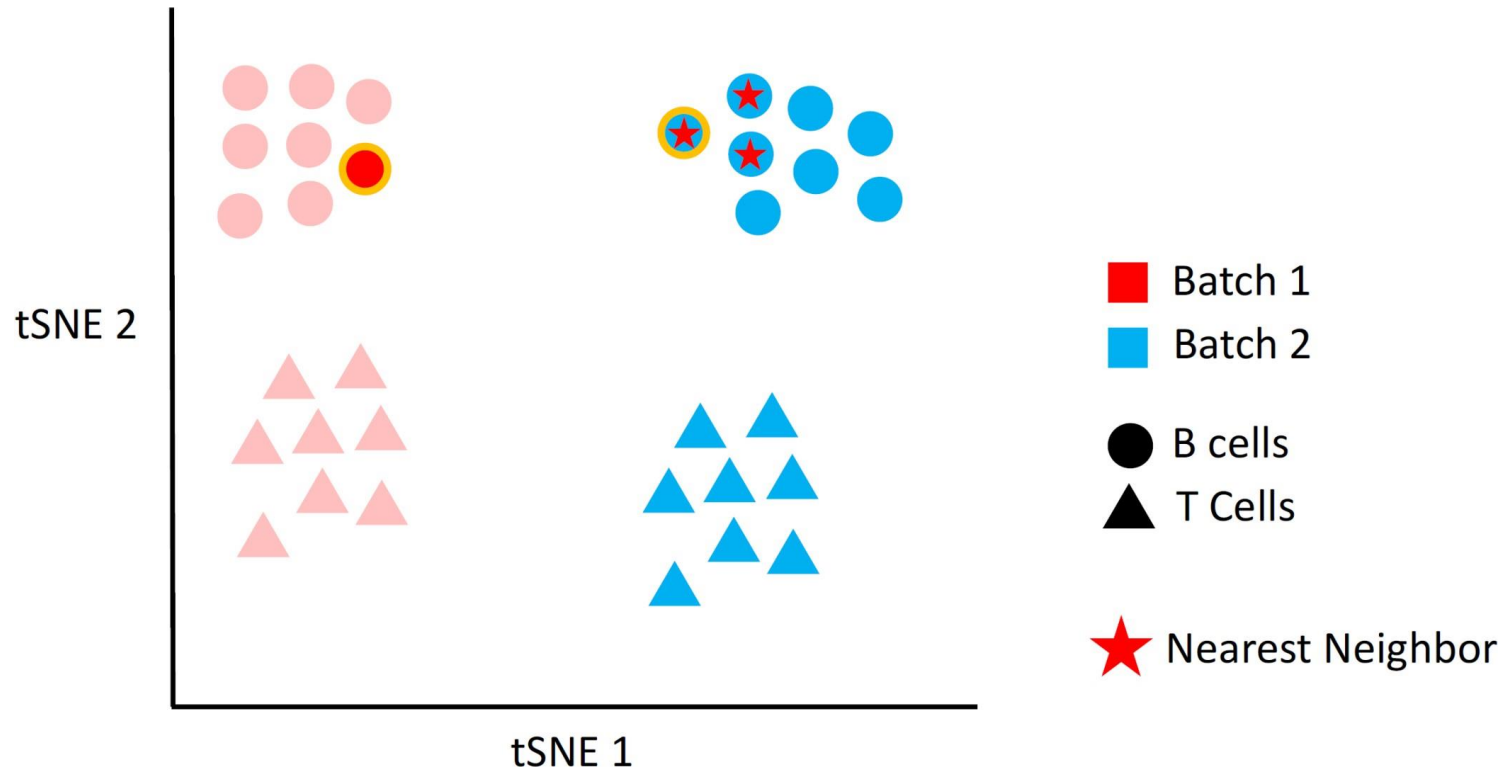 tSNE 2
tSNE 1
Batch 1
Batch 2
B cells
T Cells
Nearest Neighbor